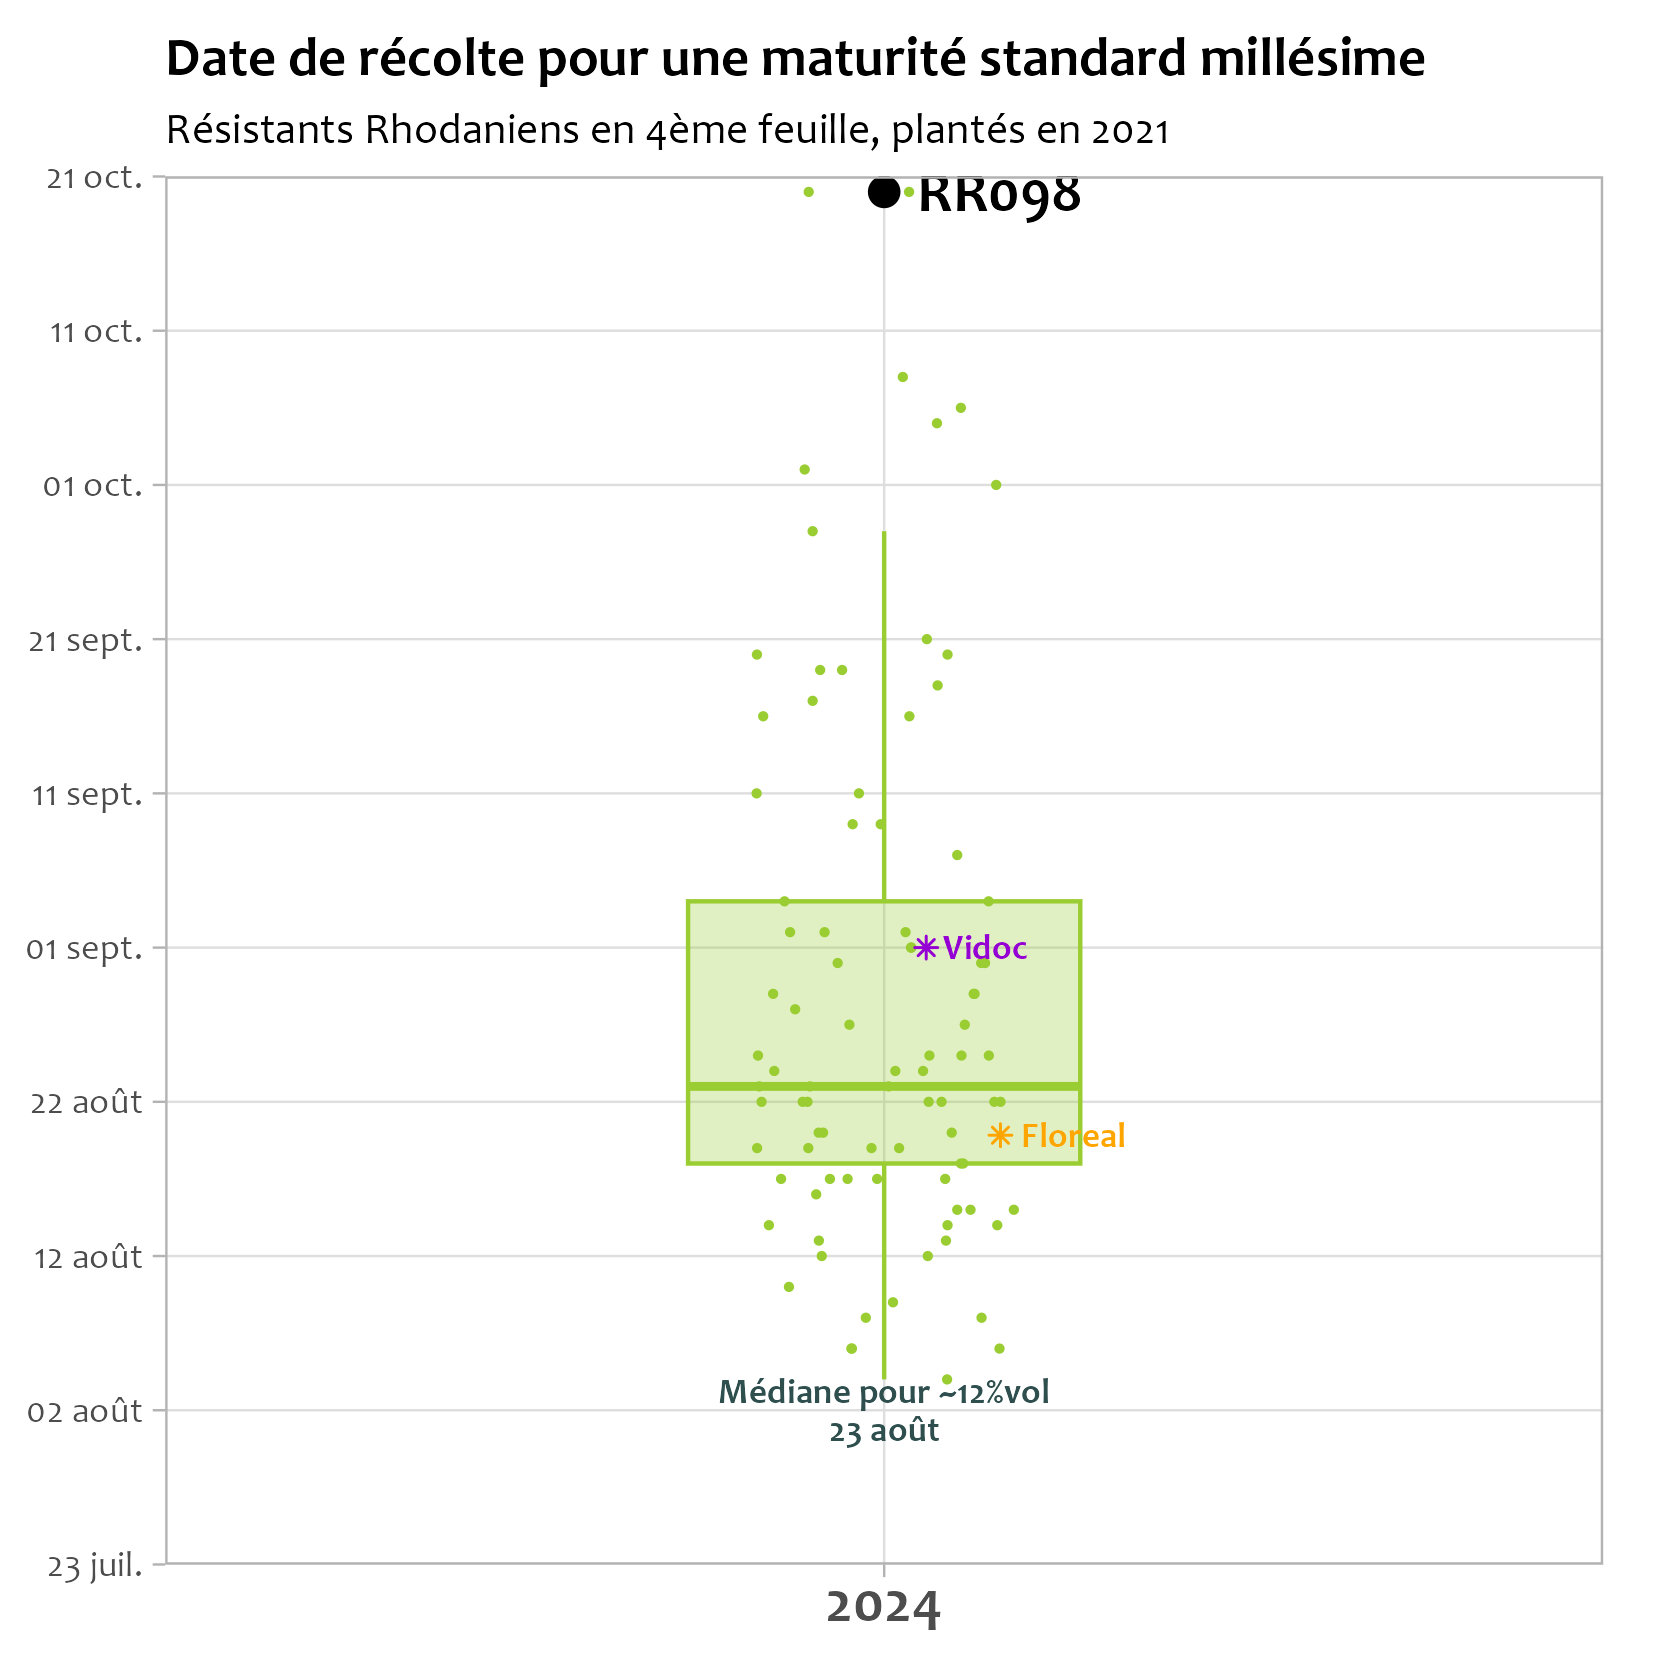 Date de récolte pour une maturité standard millésime
Résistants Rhodaniens en 4ème feuille, plantés en 2021
21 oct.
RR098
11 oct.
01 oct.
21 sept.
11 sept.
01 sept.
Vidoc
22 août
Floreal
12 août
Médiane pour ~12%vol
02 août
23 août
23 juil.
2024